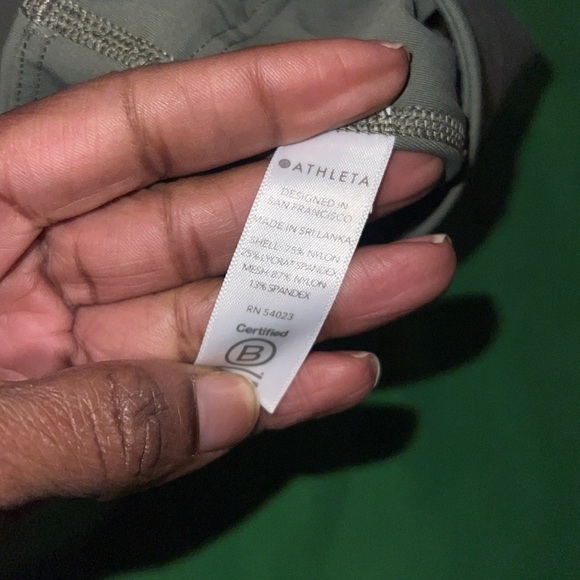 ATHLETA
DESIGNED IN
SAN FRANCISCO
MADE IN SRI LANKA
SHELL: 75% NYLON
25% LYCRA® SPANDEX
MESH: 87% NYLON
13% SPANDEX
RN 54023
Certified
B